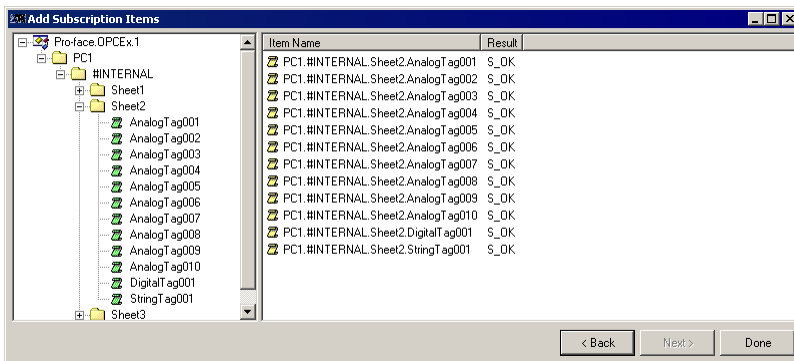 Add Subscription Items
Pro-face.OPCEx.1
PC1
#INTERNAL
Sheet1
Sheet2
AnalogTag001
AnalogTag002
AnalogTag003
AnalogTag004
AnalogTag005
AnalogTag006
AnalogTag007
AnalogTag008
AnalogTag009
AnalogTag010
DigitalTag001
StringTag001
Sheet3
Item Name Result
PC1.#INTERNAL.Sheet2.AnalogTag001 S_OK
PC1.#INTERNAL.Sheet2.AnalogTag002 S_OK
PC1.#INTERNAL.Sheet2.AnalogTag003 S_OK
PC1.#INTERNAL.Sheet2.AnalogTag004 S_OK
PC1.#INTERNAL.Sheet2.AnalogTag005 S_OK
PC1.#INTERNAL.Sheet2.AnalogTag006 S_OK
PC1.#INTERNAL.Sheet2.AnalogTag007 S_OK
PC1.#INTERNAL.Sheet2.AnalogTag008 S_OK
PC1.#INTERNAL.Sheet2.AnalogTag009 S_OK
PC1.#INTERNAL.Sheet2.AnalogTag010 S_OK
PC1.#INTERNAL.Sheet2.DigitalTag001 S_OK
PC1.#INTERNAL.Sheet2.StringTag001 S_OK
< Back Next > Done